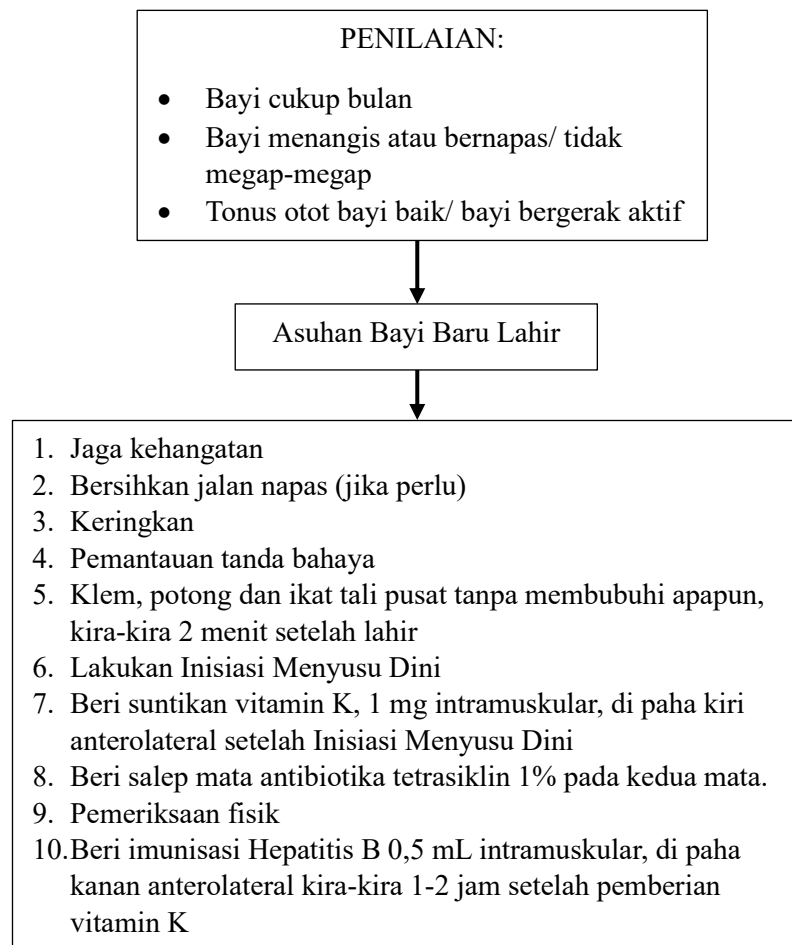 PENILAIAN:
• Bayi cukup bulan
• Bayi menangis atau bernapas/ tidak
megap-megap
• Tonus otot bayi baik/ bayi bergerak aktif
Asuhan Bayi Baru Lahir
1. Jaga kehangatan
2. Bersihkan jalan napas (jika perlu)
3. Keringkan
4. Pemantauan tanda bahaya
5. Klem, potong dan ikat tali pusat tanpa membubuhi apapun,
kira-kira 2 menit setelah lahir
6. Lakukan Inisiasi Menyusu Dini
7. Beri suntikan vitamin K, 1 mg intramuskular, di paha kiri
anterolateral setelah Inisiasi Menyusu Dini
8. Beri salep mata antibiotika tetrasiklin 1% pada kedua mata.
9. Pemeriksaan fisik
10.Beri imunisasi Hepatitis B 0,5 mL intramuskular, di paha
kanan anterolateral kira-kira 1-2 jam setelah pemberian
vitamin K